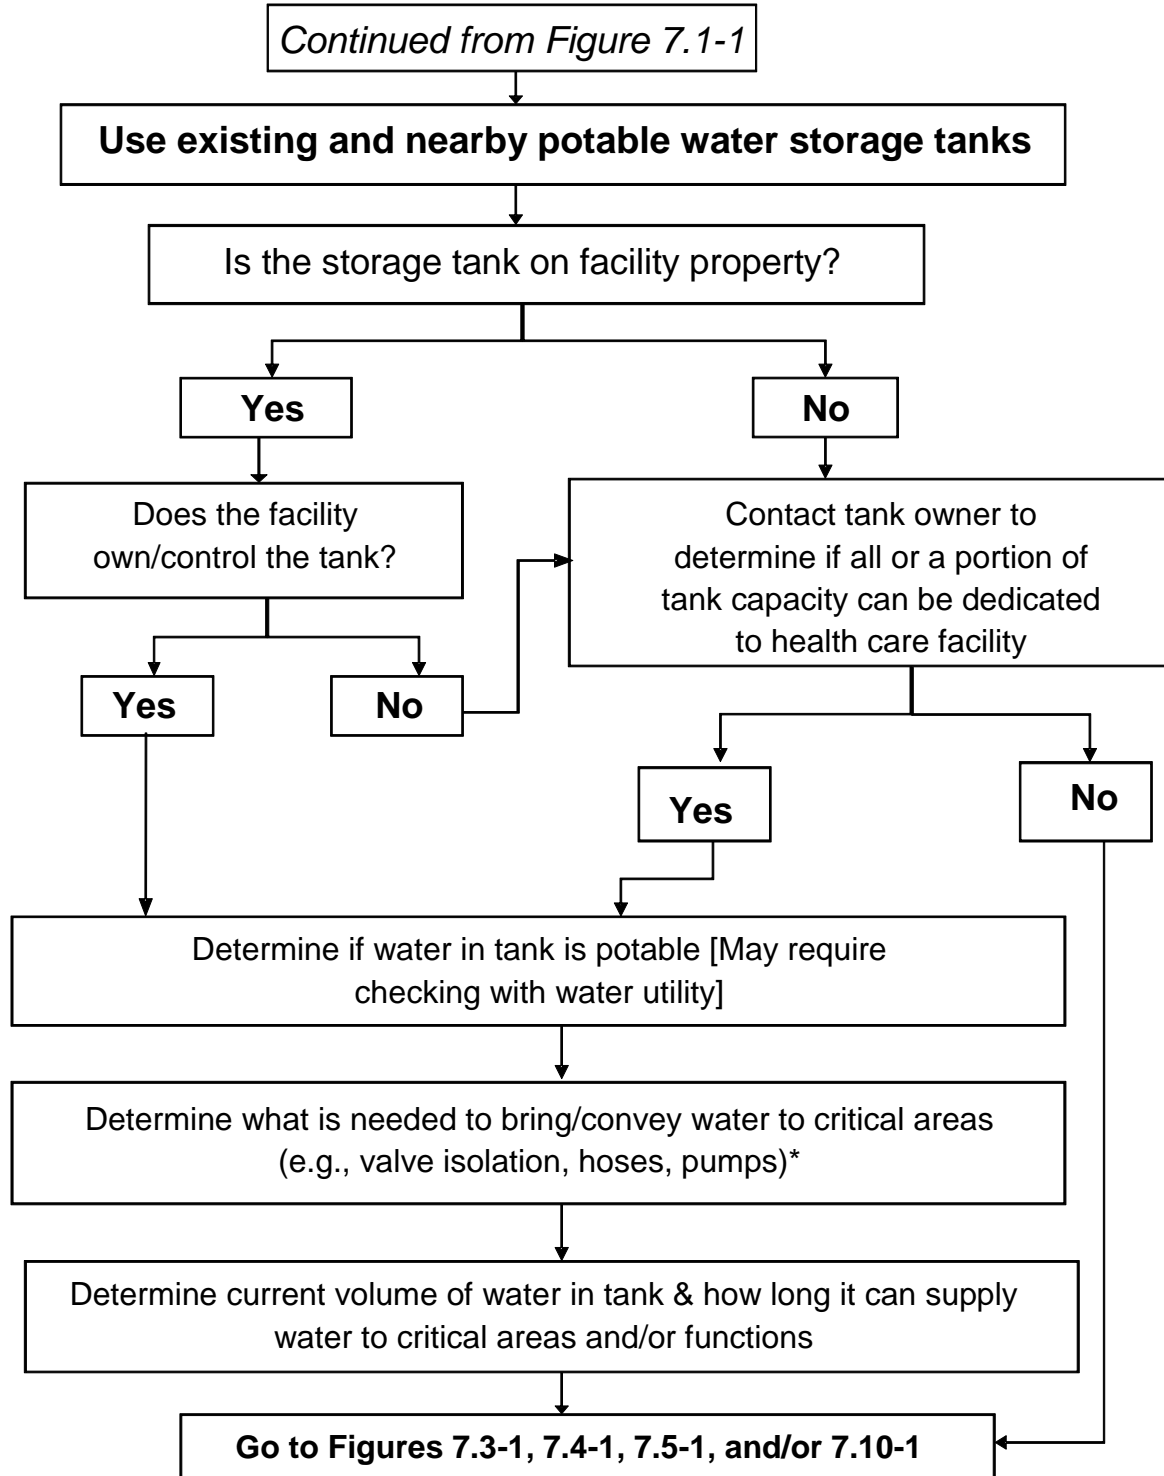 Continued from Figure 7.1-1
Use existing and nearby potable water storage tanks
Is the storage tank on facility property?
Yes
No
Does the facility
own/control the tank?
Contact tank owner to
determine if all or a portion of
tank capacity can be dedicated
to health care facility
Yes
No
Yes
No
Determine if water in tank is potable [May require
checking with water utility]
Determine what is needed to bring/convey water to critical areas
(e.g., valve isolation, hoses, pumps)*
Determine current volume of water in tank & how long it can supply
water to critical areas and/or functions
Go to Figures 7.3-1, 7.4-1, 7.5-1, and/or 7.10-1